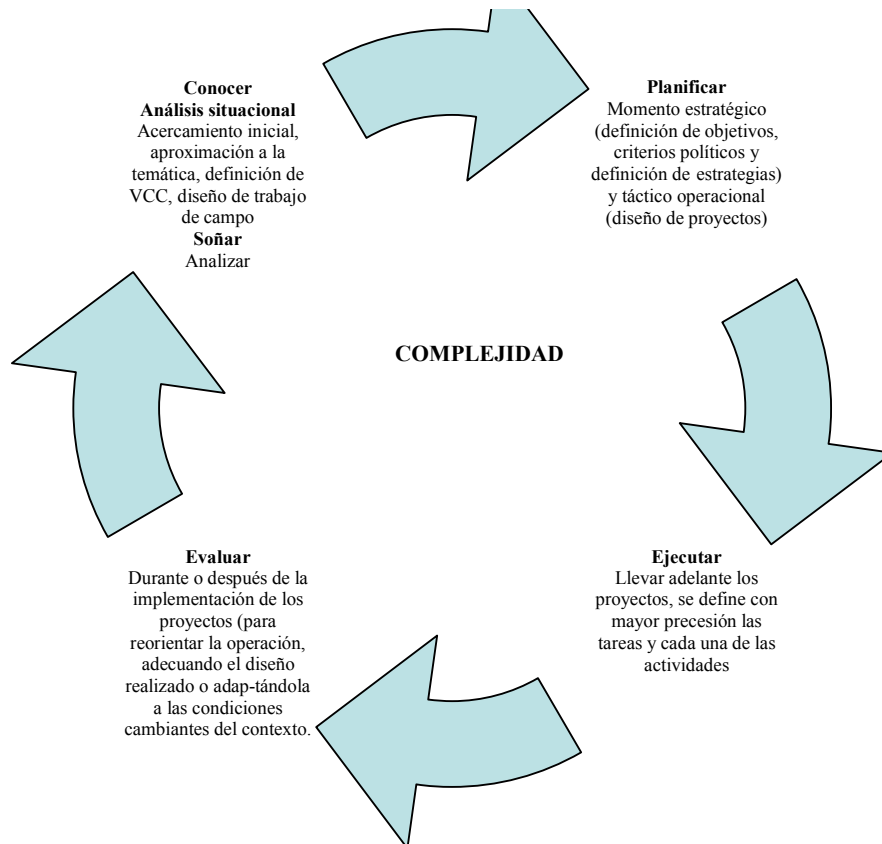 Conocer
Análisis situacional
Acercamiento inicial,
aproximación a la
temática, definición de
VCC, diseño de trabajo
de campo
Soñar
Analizar
Planificar
Momento estratégico
(definición de objetivos,
criterios políticos y
definición de estrategias)
y táctico operacional
(diseño de proyectos)
COMPLEJIDAD
Evaluar
Durante o después de la
implementación de los
proyectos (para
reorientar la operación,
adecuando el diseño
realizado o adap-tándola
a las condiciones
cambiantes del contexto.
Ejecutar
Llevar adelante los
proyectos, se define con
mayor precesión las
tareas y cada una de las
actividades